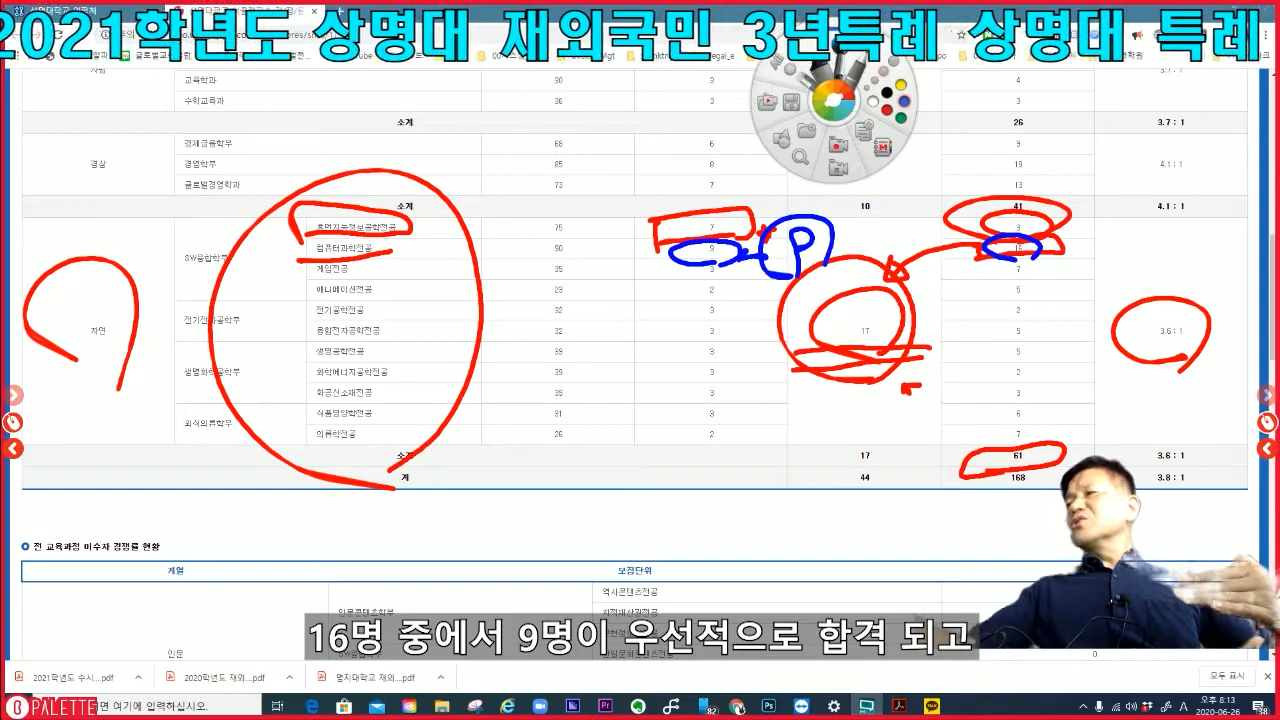 2021학년도 상명대 재외국민 3년특례 상명대 특례
교육학과 30 3 4
수학교육과 36 3 3
소계 26 3.7 : 1
경제금융학부 68 6 9
경상 경영학부 85 8 19 4.1 : 1
글로벌경영학과 73 7 13
소계 10 41 4.1 : 1
휴먼지능정보공학전공 75 7 3
컴퓨터과학전공 90 9 16
P
SW융합학부
게임전공 35 3 7
애니메이션전공 23 2
전기공학전공 32 3 2
전기전자공학부
자연 융합전자공학전공 32 3 17 5 3.6 : 1
생명공학전공 39 3 5
생명화학공학부 화학에너지공학전공 39 3 2
화공신소재전공 39 3 3
식품영양학전공 31 3 6
외식의류학부
의류학전공 26 2 7
소계 17 61 3.6 : 1
계 44 168 3.8 : 1
전 교육과정 이수자 경쟁률 현황
계열 모집단위
역사콘텐츠전공
인문콘텐츠학부 지적재산권전공
16명 중에서 9명이 우선적으로 합격 되고
인문 0
2021학년도 수시....pdf 2020학년도 재외....pdf 명지대학교 재외....pdf 모두 표시
PALETTE 면 여기에 입력하십시오. 82 오후 8:13
2020-06-26 38